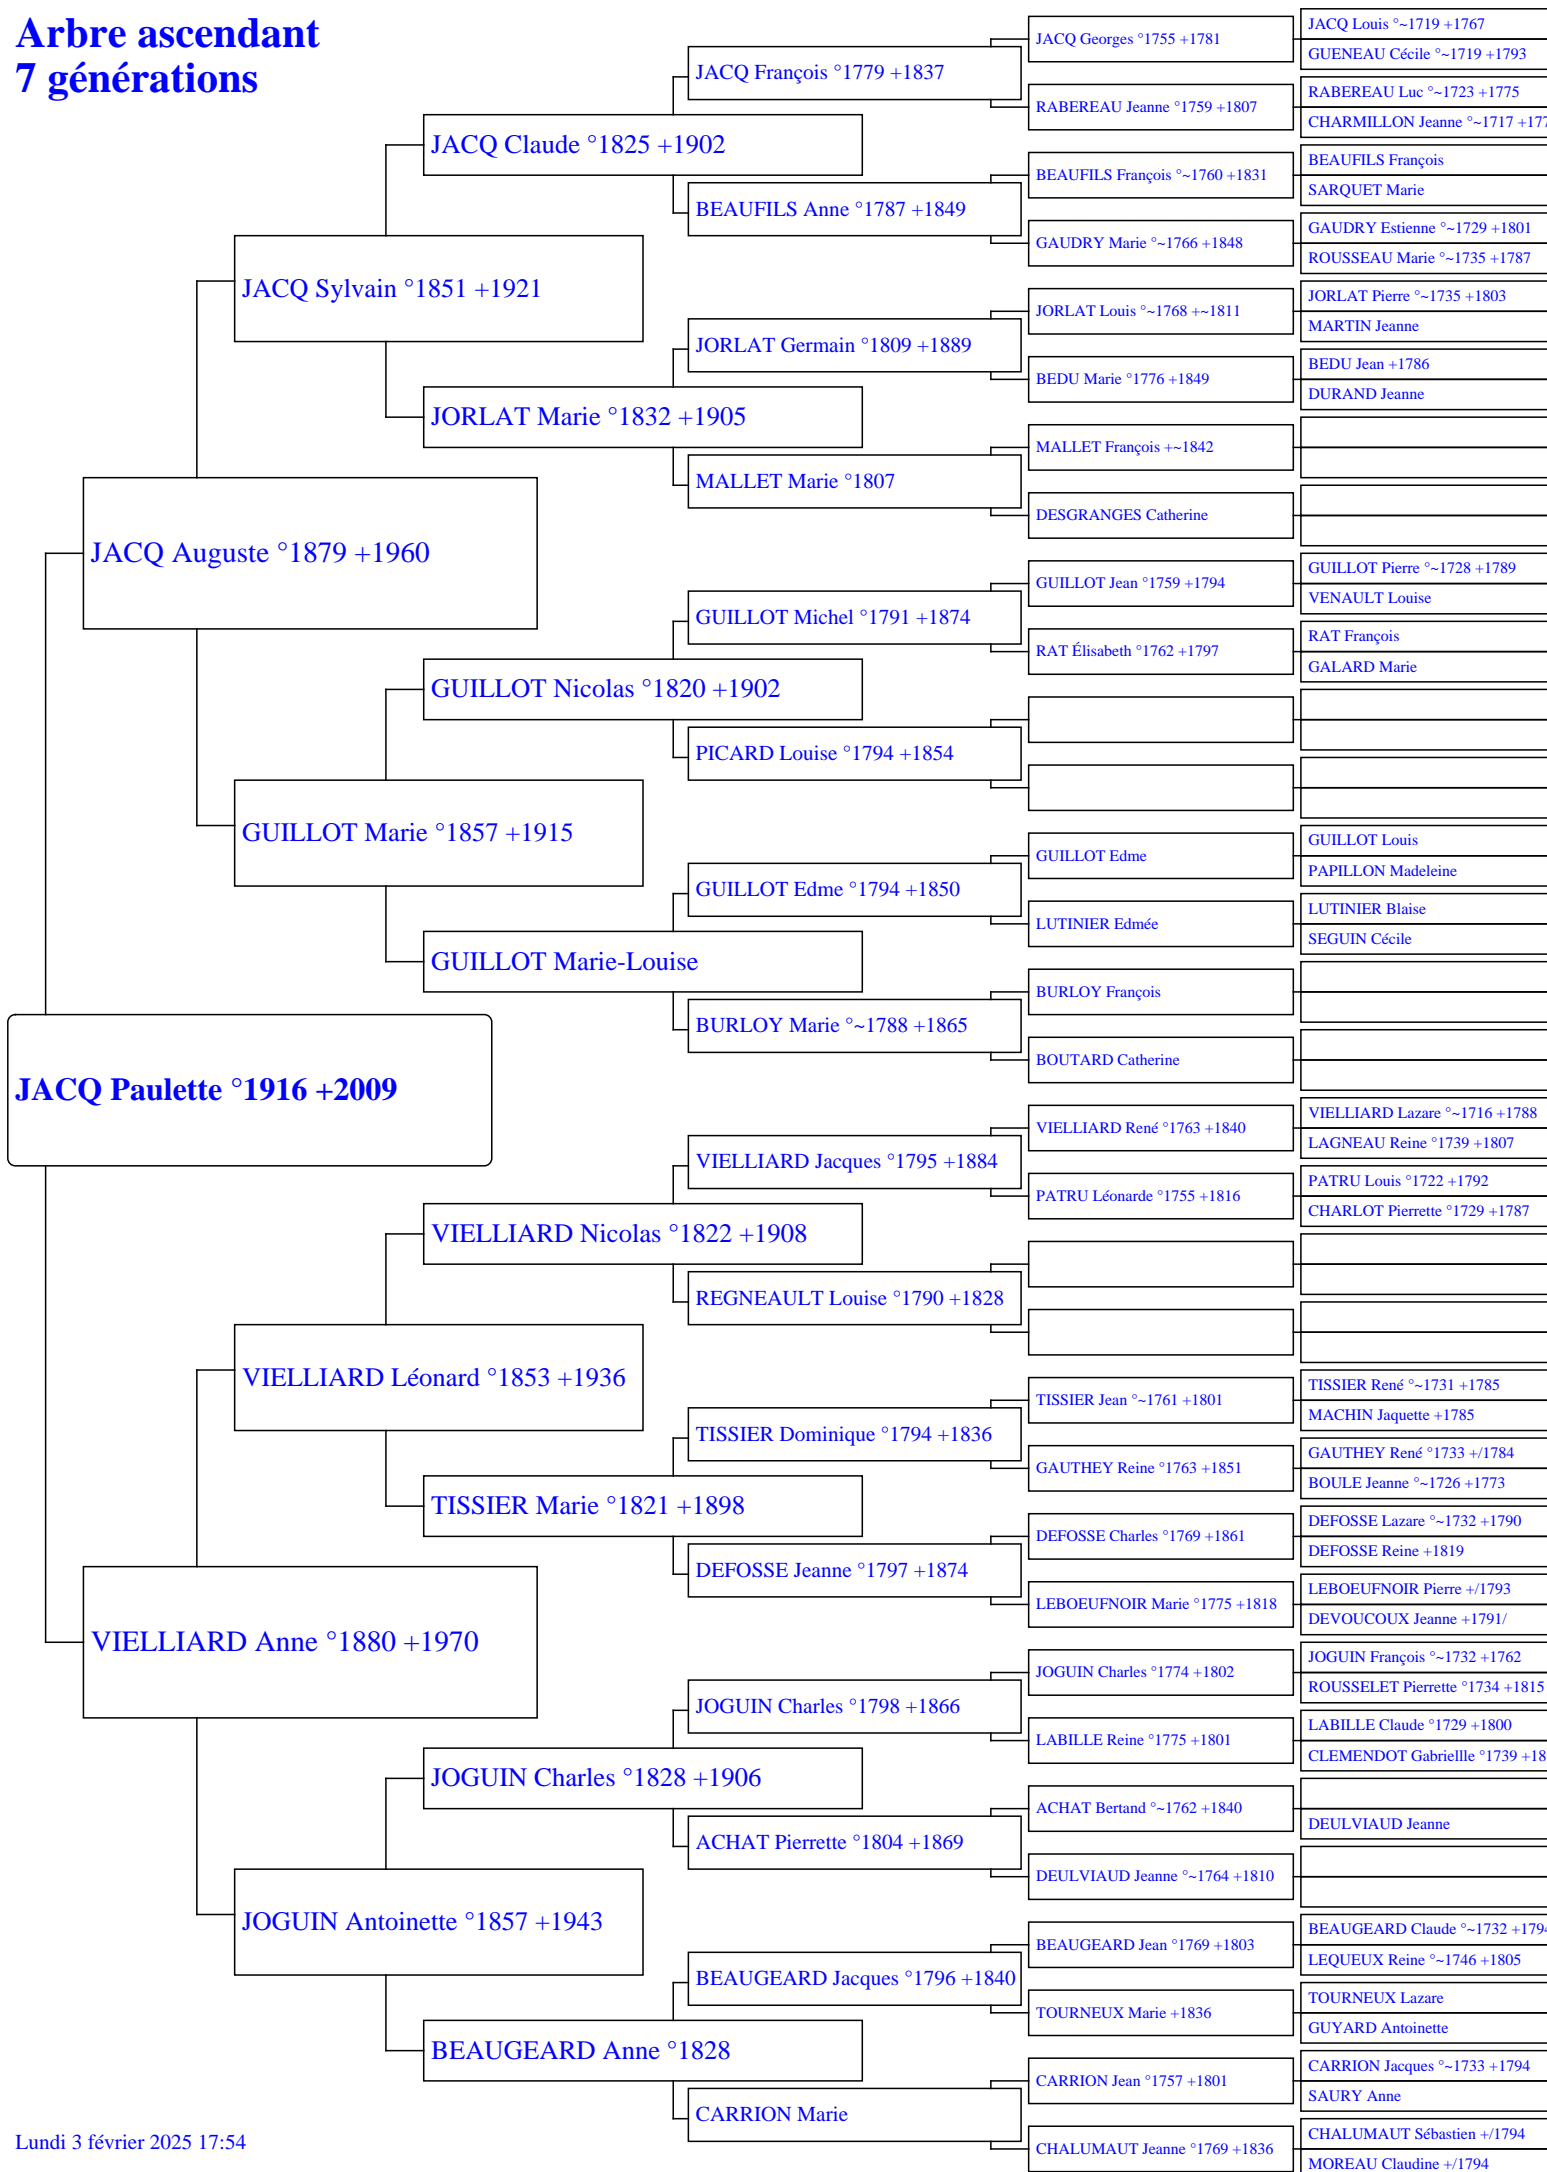 Arbre ascendant
7 générations
JACQ Paulette °1916 +2009
JACQ Auguste °1879 +1960
VIELLIARD Anne °1880 +1970
JACQ Sylvain °1851 +1921
GUILLOT Marie °1857 +1915
VIELLIARD Léonard °1853 +1936
JOGUIN Antoinette °1857 +1943
JACQ Claude °1825 +1902
JORLAT Marie °1832 +1905
GUILLOT Nicolas °1820 +1902
GUILLOT Marie-Louise
VIELLIARD Nicolas °1822 +1908
TISSIER Marie °1821 +1898
JOGUIN Charles °1828 +1906
BEAUGEARD Anne °1828
JACQ François °1779 +1837
BEAUFILS Anne °1787 +1849
JORLAT Germain °1809 +1889
MALLET Marie °1807
GUILLOT Michel °1791 +1874
PICARD Louise °1794 +1854
GUILLOT Edme °1794 +1850
BURLOY Marie °~1788 +1865
VIELLIARD Jacques °1795 +1884
REGNEAULT Louise °1790 +1828
TISSIER Dominique °1794 +1836
DEFOSSE Jeanne °1797 +1874
JOGUIN Charles °1798 +1866
ACHAT Pierrette °1804 +1869
BEAUGEARD Jacques °1796 +1840
CARRION Marie
JACQ Georges °1755 +1781
RABEREAU Jeanne °1759 +1807
BEAUFILS François °~1760 +1831
GAUDRY Marie °~1766 +1848
JORLAT Louis °~1768 +~1811
BEDU Marie °1776 +1849
MALLET François +~1842
DESGRANGES Catherine
GUILLOT Jean °1759 +1794
RAT Élisabeth °1762 +1797
GUILLOT Edme
LUTINIER Edmée
BURLOY François
BOUTARD Catherine
VIELLIARD René °1763 +1840
PATRU Léonarde °1755 +1816
TISSIER Jean °~1761 +1801
GAUTHEY Reine °1763 +1851
DEFOSSE Charles °1769 +1861
LEBOEUFNOIR Marie °1775 +1818
JOGUIN Charles °1774 +1802
LABILLE Reine °1775 +1801
ACHAT Bertand °~1762 +1840
DEULVIAUD Jeanne °~1764 +1810
BEAUGEARD Jean °1769 +1803
TOURNEUX Marie +1836
CARRION Jean °1757 +1801
CHALUMAUT Jeanne °1769 +1836
JACQ Louis °~1719 +1767
GUENEAU Cécile °~1719 +1793
RABEREAU Luc °~1723 +1775
CHARMILLON Jeanne °~1717 +177
BEAUFILS François
SARQUET Marie
GAUDRY Estienne °~1729 +1801
ROUSSEAU Marie °~1735 +1787
JORLAT Pierre °~1735 +1803
MARTIN Jeanne
BEDU Jean +1786
DURAND Jeanne
GUILLOT Pierre °~1728 +1789
VENAULT Louise
RAT François
GALARD Marie
GUILLOT Louis
PAPILLON Madeleine
LUTINIER Blaise
SEGUIN Cécile
VIELLIARD Lazare °~1716 +1788
LAGNEAU Reine °1739 +1807
PATRU Louis °1722 +1792
CHARLOT Pierrette °1729 +1787
TISSIER René °~1731 +1785
MACHIN Jaquette +1785
GAUTHEY René °1733 +/1784
BOULE Jeanne °~1726 +1773
DEFOSSE Lazare °~1732 +1790
DEFOSSE Reine +1819
LEBOEUFNOIR Pierre +/1793
DEVOUCOUX Jeanne +1791/
JOGUIN François °~1732 +1762
ROUSSELET Pierrette °1734 +1815
LABILLE Claude °1729 +1800
CLEMENDOT Gabriellle °1739 +18
DEULVIAUD Jeanne
BEAUGEARD Claude °~1732 +1794
LEQUEUX Reine °~1746 +1805
TOURNEUX Lazare
GUYARD Antoinette
CARRION Jacques °~1733 +1794
SAURY Anne
CHALUMAUT Sébastien +/1794
MOREAU Claudine +/1794
Lundi 3 février 2025 17:54